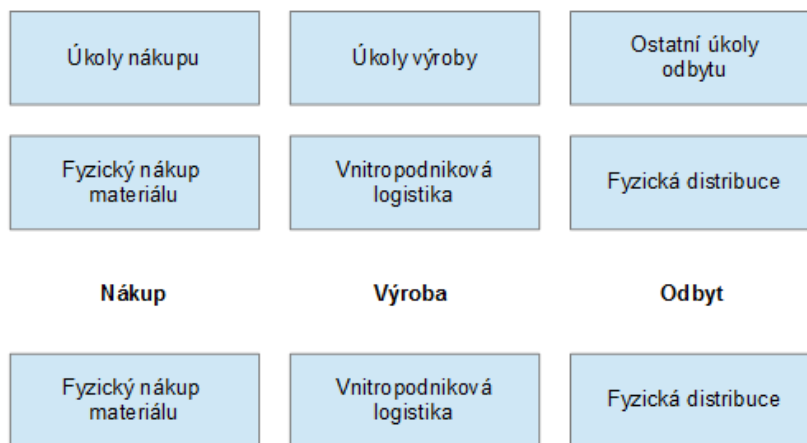 Úkoly nákupu
Úkoly výroby
Ostatní úkoly
odbytu
Fyzický nákup
materiálu
Vnitropodniková
logistika
Fyzická distribuce
Nákup
Výroba
Odbyt
Fyzický nákup
materiálu
Vnitropodniková
logistika
Fyzická distribuce